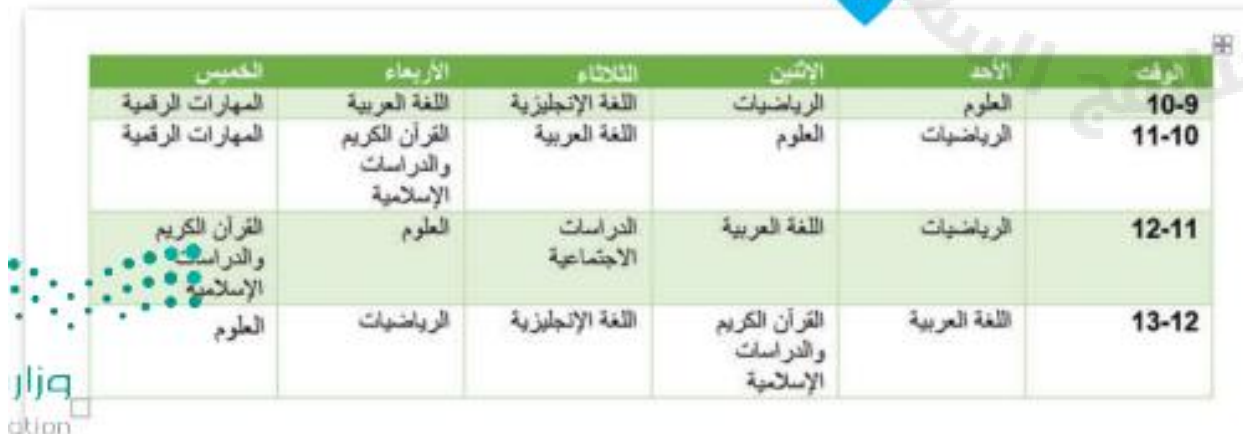 الوقت الأحد الإثنين الثلاثاء الأربعاء الخميس
10-9 العلوم الرياضيات اللغة الإنجليزية اللغة العربية المهارات الرقمية
11-10 الرياضيات العلوم اللغة العربية القرآن الكريم المهارات الرقمية
والدراسات
الإسلامية
12-11 الرياضيات اللغة العربية الدراسات العلوم القرآن الكريم
الاجتماعية والدراسات
الإسلامية
13-12 اللغة العربية القرآن الكريم اللغة الإنجليزية الرياضيات العلوم
والدراسات
الإسلامية